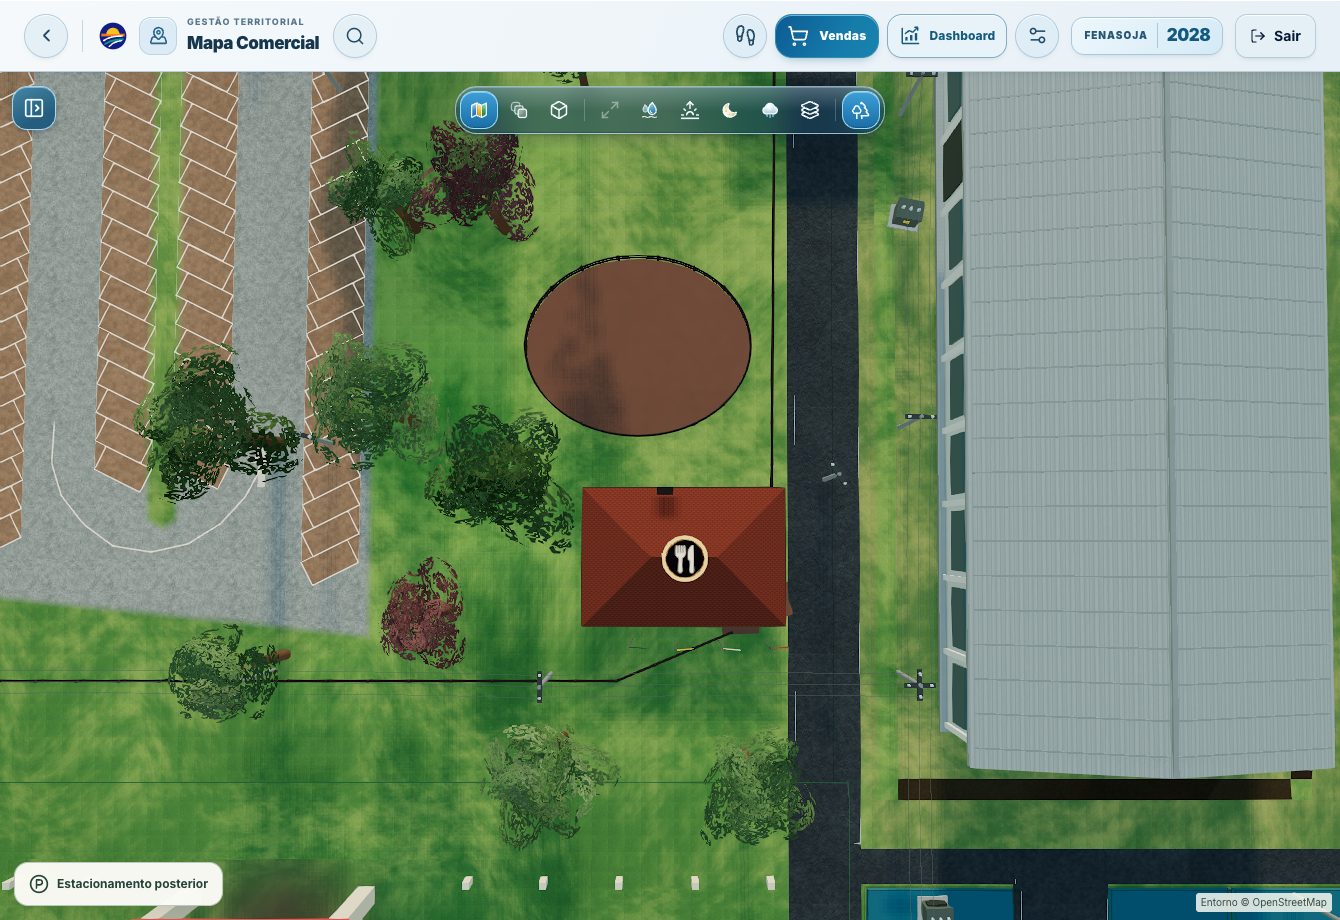 GESTÃO TERRITORIAL
Mapa Comercial
Vendas
Dashboard
FENASOJA 2028
Sair
Estacionamento posterior
Entorno © OpenStreetMap